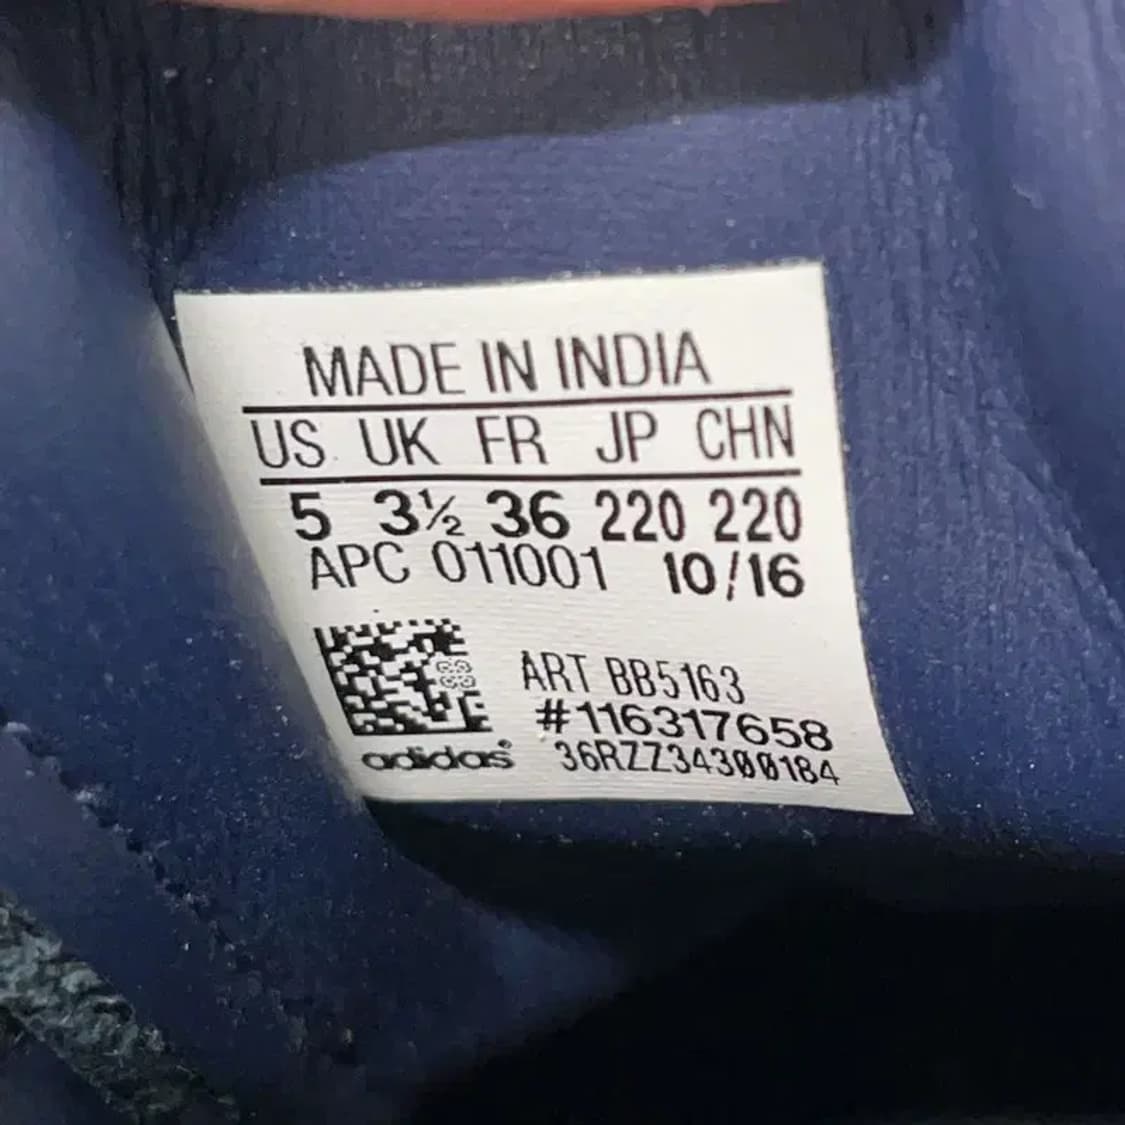 MADE IN INDIA
US UK FR JP CHN
5 3½ 36 220 220
APC 011001 10/16
ART BB5163
#116317658
adidas® 36RZZ34300184